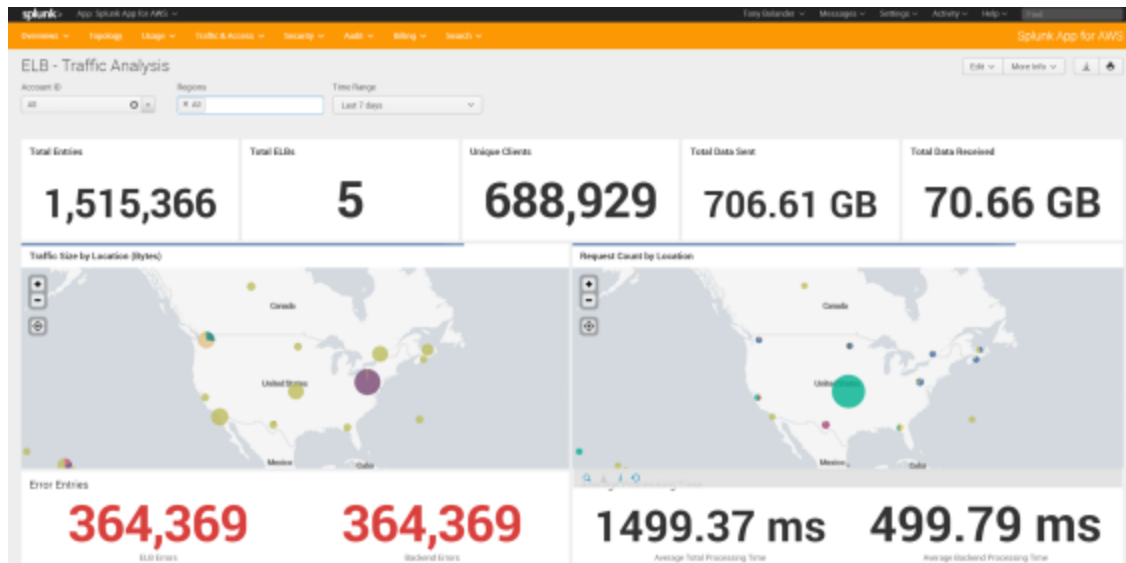 splunk> App: Splunk App for AWS Messages Settings Activity Help
Overviews Topology Usage Traffic & Access Security Audit Billing Search Splunk App for AWS
ELB - Traffic Analysis Edit More Info
Account ID Regions Time Range
All All Last 7 days
Total Entries Total ELBs Unique Clients Total Data Sent Total Data Received
1,515,366 5 688,929 706.61 GB 70.66 GB
Traffic Size by Location (Bytes) Request Count by Location
Canada Canada
United States United States
Mexico Cuba Mexico Cuba
Error Entries
364,369 364,369 1499.37 ms 499.79 ms
ELB Errors Backend Errors Average Total Processing Time Average Backend Processing Time